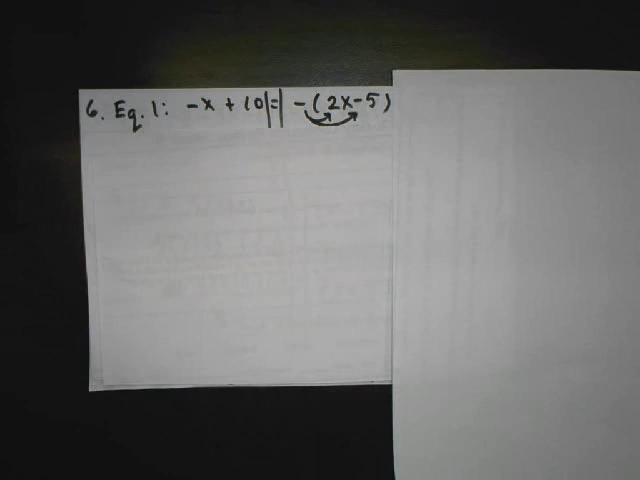 6. Eq. 1: -x + 10 = -(2x-5)